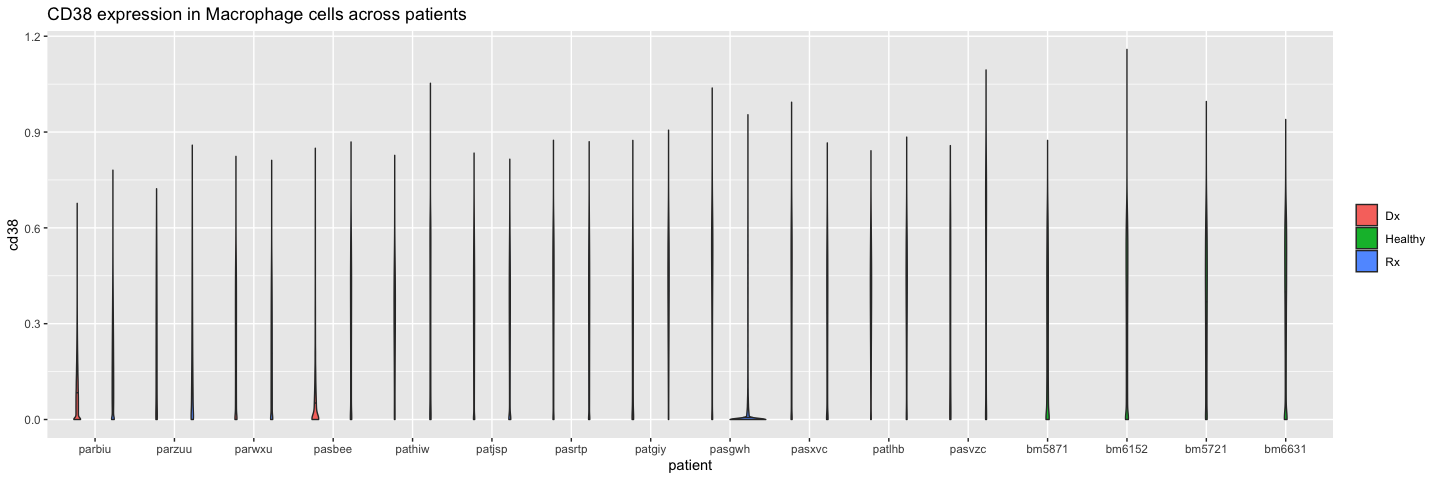 CD38 expression in Macrophage cells across patients
1.2
0.9
0.6
0.3
0.0
cd38
parbiu parzuu parwxu pasbee pathiw patjsp pasrtp patgiy pasgwh pasxvc patlhb pasvzc bm5871 bm6152 bm5721 bm6631
patient
Dx
Healthy
Rx